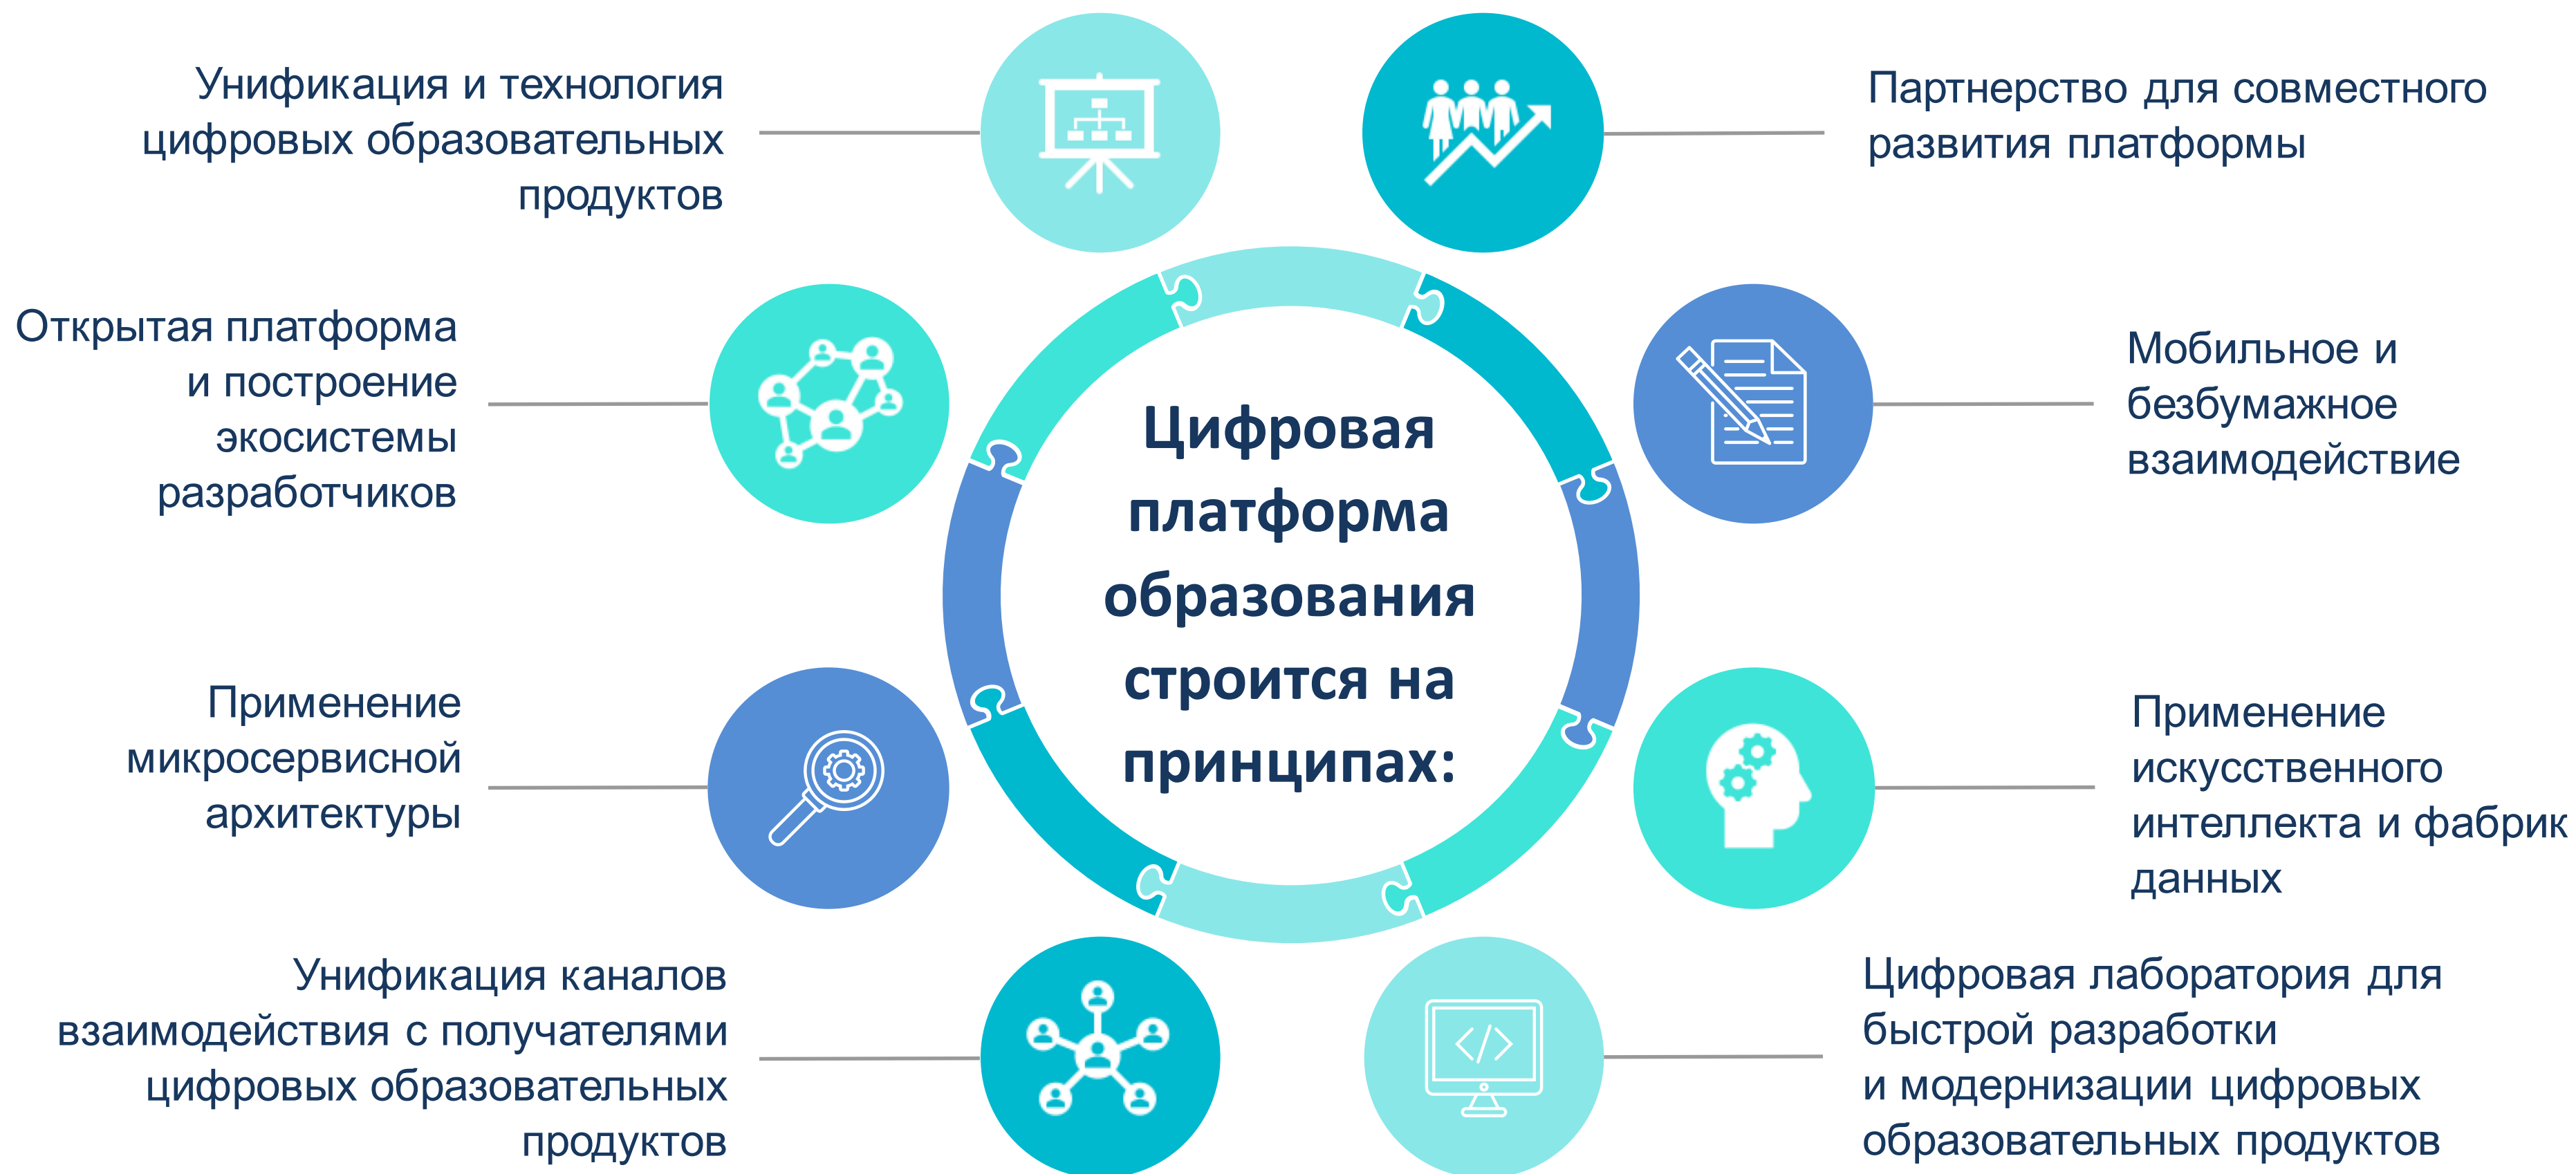 Унификация и технология
цифровых образовательных
продуктов
Партнерство для совместного
развития платформы
Открытая платформа
и построение
экосистемы
разработчиков
Мобильное и
безбумажное
взаимодействие
Цифровая
платформа
образования
строится на
принципах:
Применение
микросервисной
архитектуры
Применение
искусственного
интеллекта и фабрик
данных
Унификация каналов
взаимодействия с получателями
цифровых образовательных
продуктов
</>
Цифровая лаборатория для
быстрой разработки
и модернизации цифровых
образовательных продуктов